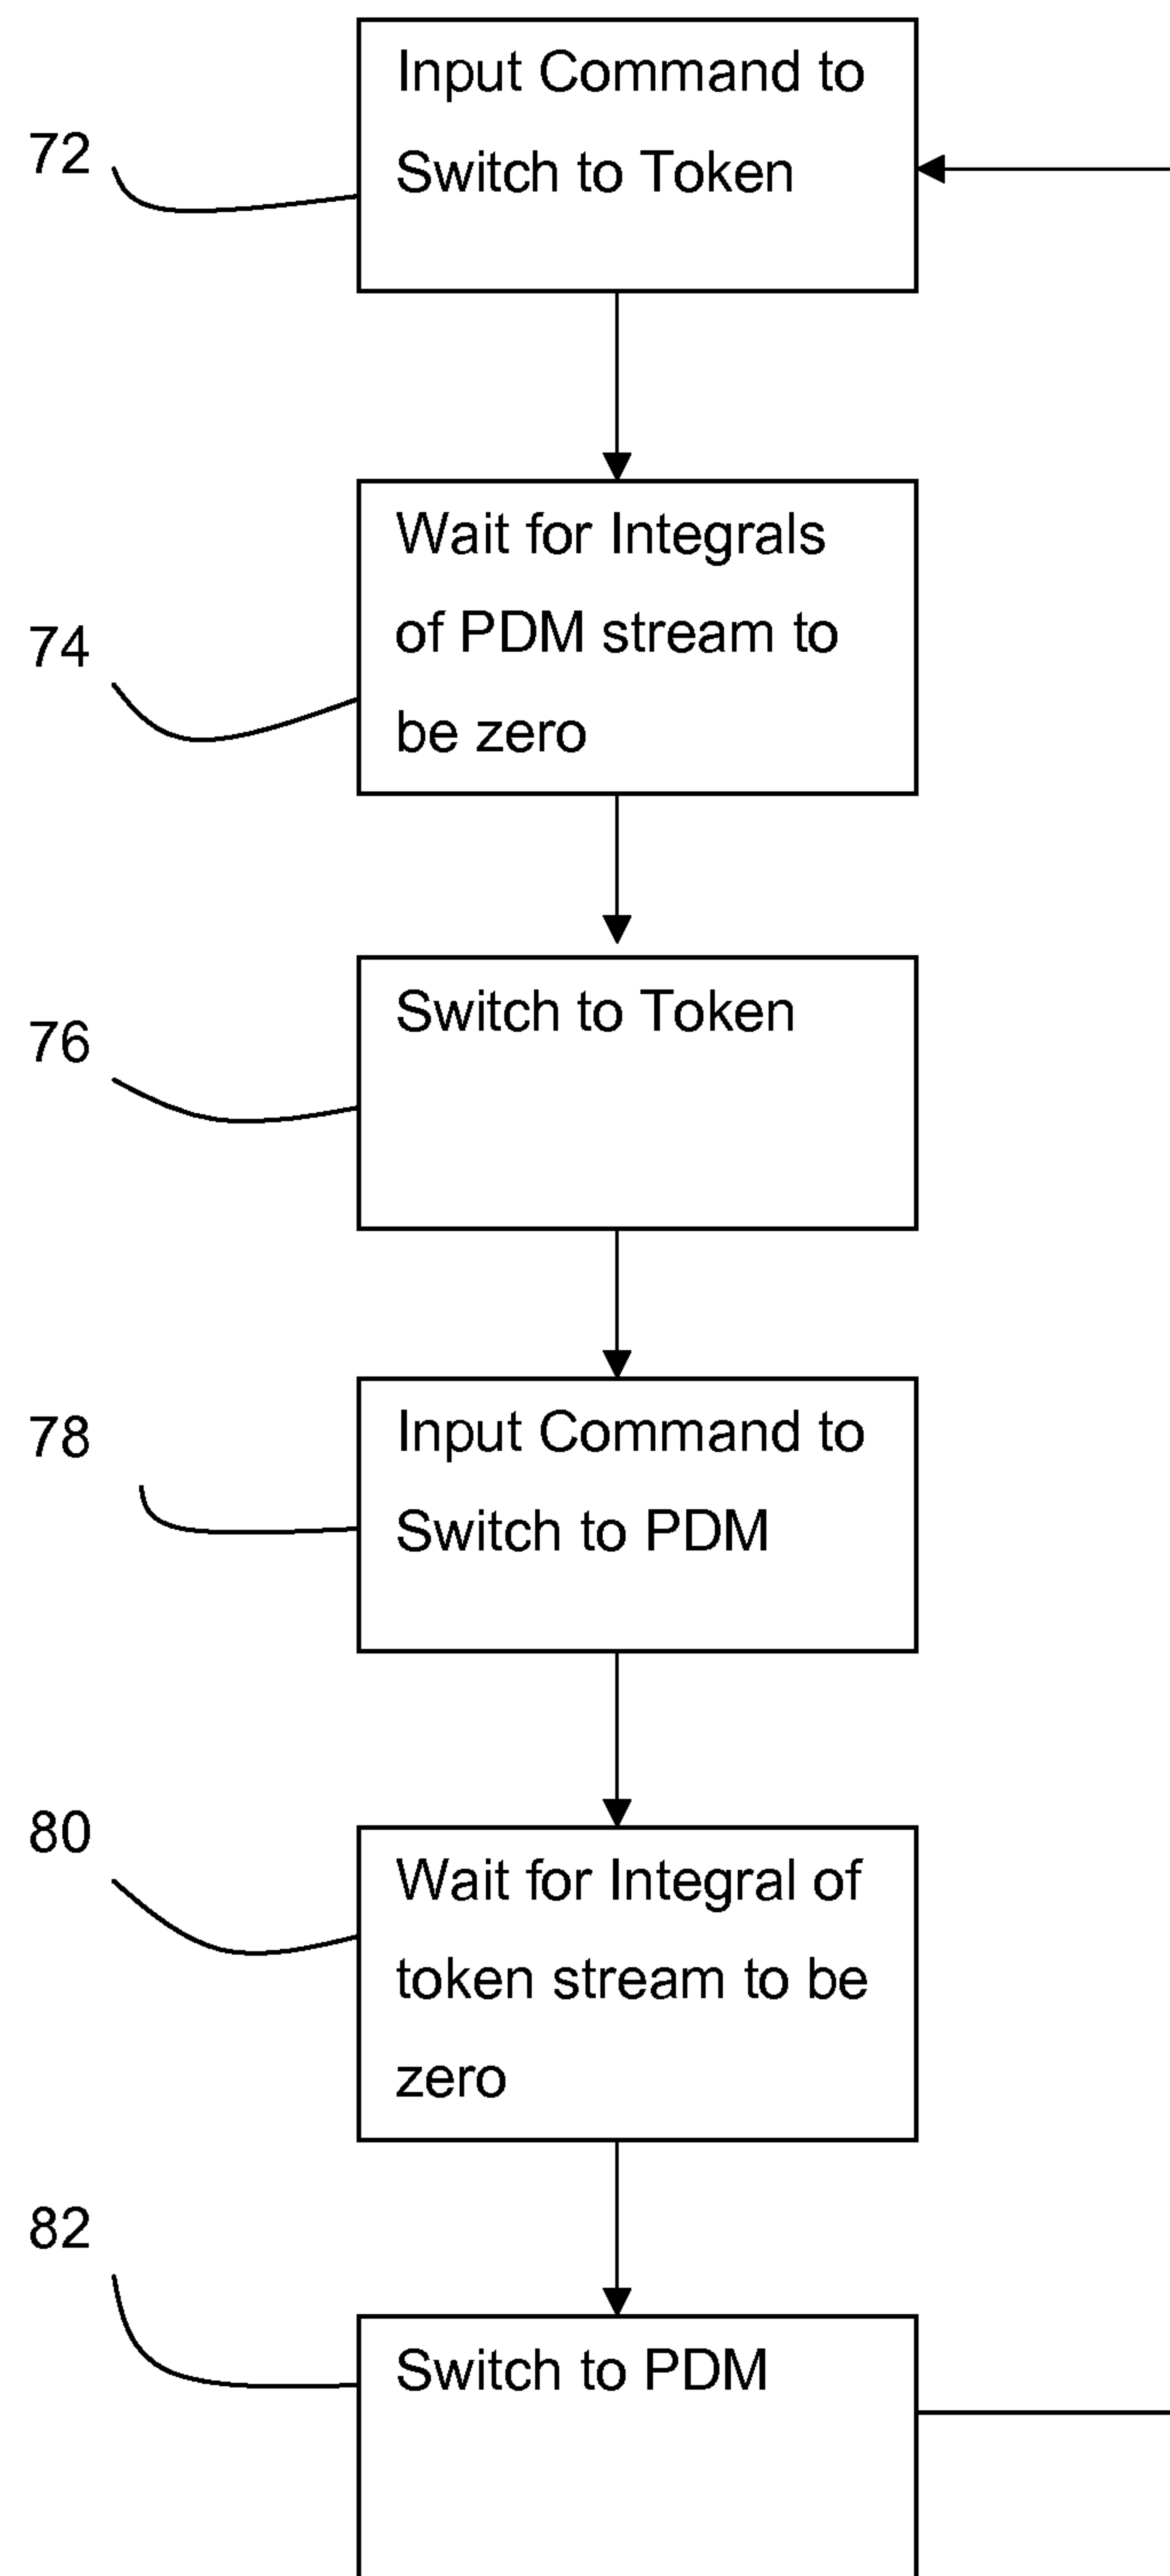 Input Command to
Switch to Token
72
Wait for Integrals
of PDM stream to
be zero
74
Switch to Token
76
Input Command to
Switch to PDM
78
Wait for Integral of
token stream to be
zero
80
Switch to PDM
82